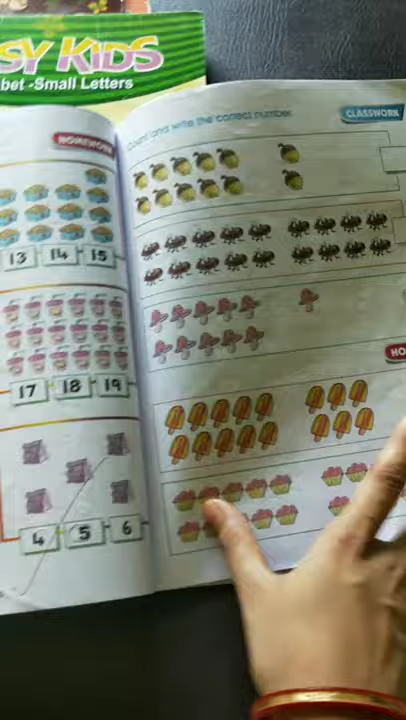 SY KIDS
bet - Small Letters
HOMEWORK
13 14 15
17 18 19
4 5 6
Count and write the correct number.
CLASSWORK
HO